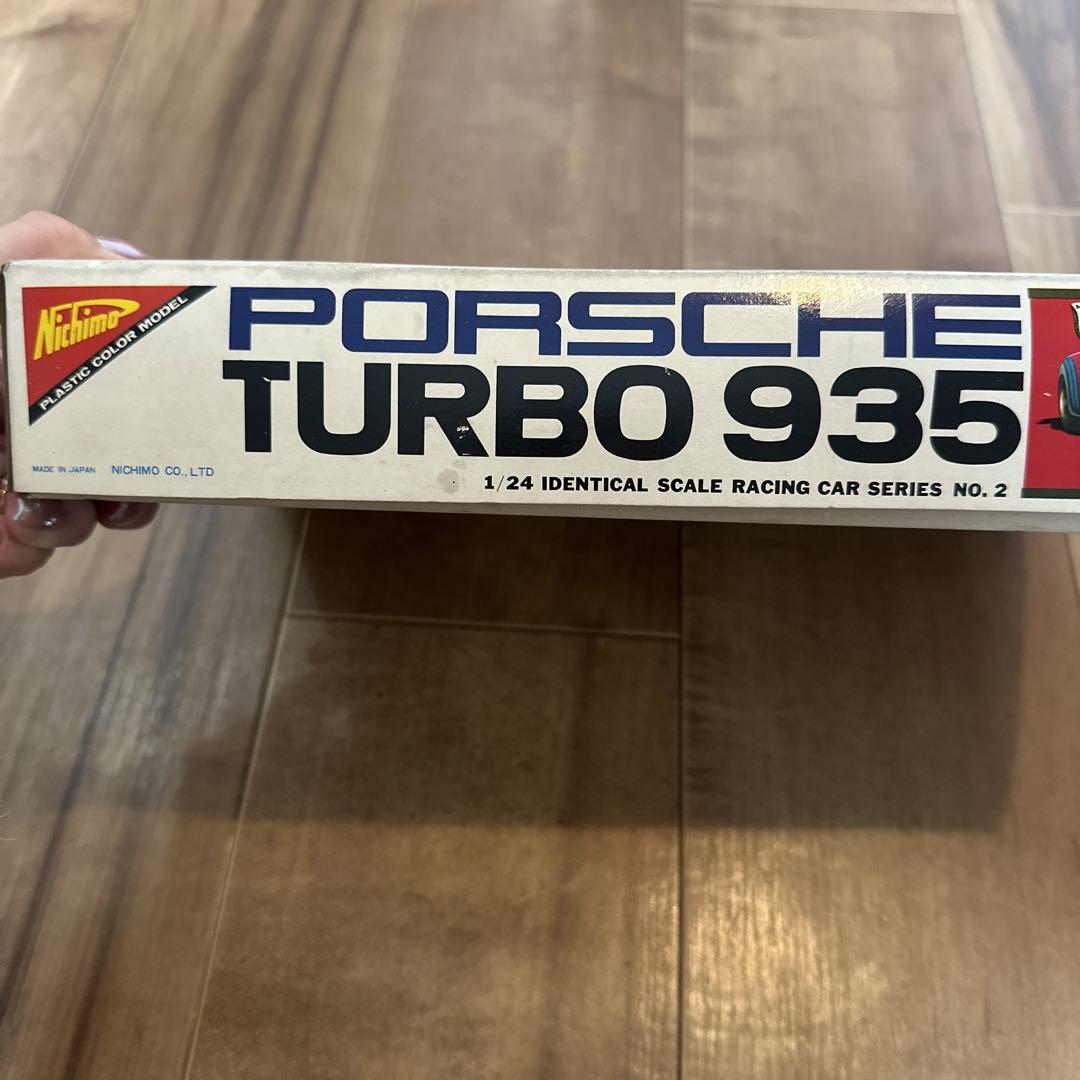 Nichimo
PLASTIC COLOR MODEL
PORSCHE
TURBO 935
MADE IN JAPAN NICHIMO CO., LTD
1/24 IDENTICAL SCALE RACING CAR SERIES NO. 2